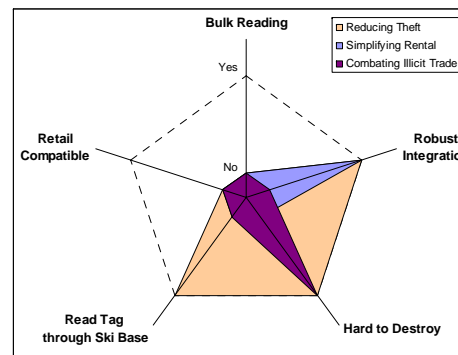 Bulk Reading
Reducing Theft
Simplifying Rental
Combating Illicit Trade
Yes
Retail
Compatible
No
Robust
Integration
Read Tag
through Ski Base
Hard to Destroy